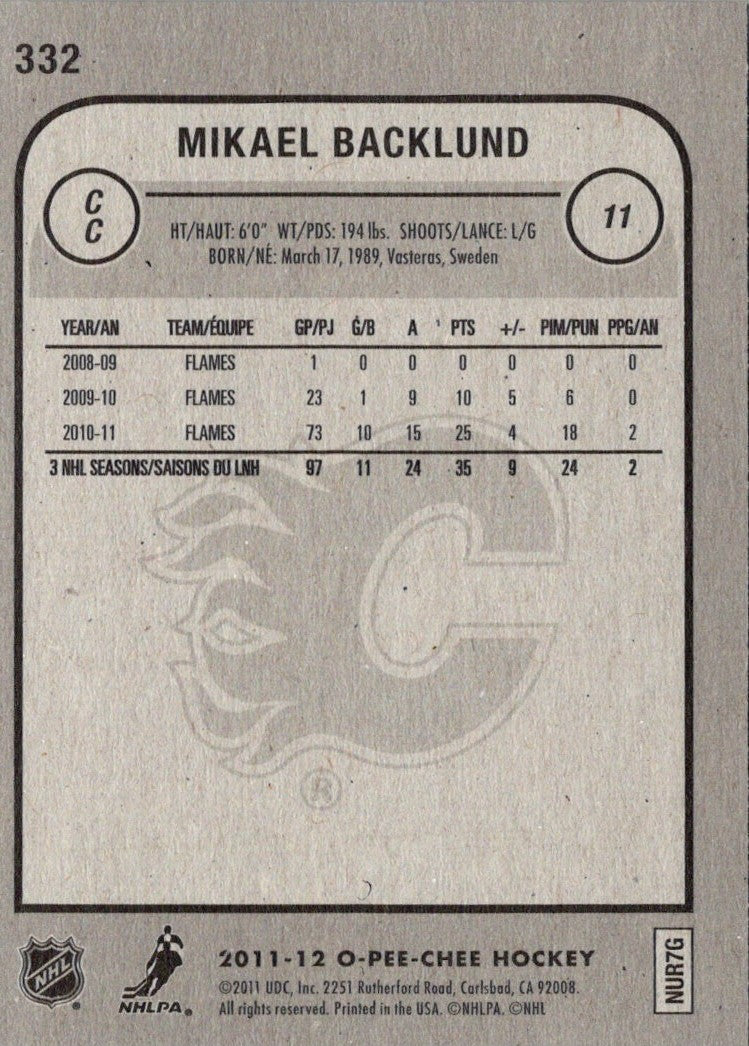 332
MIKAEL BACKLUND
C
C
11
HT/HAUT: 6'0" WT/PDS: 194 lbs. SHOOTS/LANCE: L/G
BORN/NÉ: March 17, 1989, Vasteras, Sweden
YEAR/AN TEAM/ÉQUIPE GP/PJ G/B A PTS +/- PIM/PUN PPG/AN
2008-09 FLAMES 1 0 0 0 0 0 0
2009-10 FLAMES 23 1 9 10 5 6 0
2010-11 FLAMES 73 10 15 25 4 18 2
3 NHL SEASONS/SAISONS DU LNH 97 11 24 35 9 24 2
®
NHL
NHLPA®
2011-12 O-PEE-CHEE HOCKEY
©2011 UDC, Inc. 2251 Rutherford Road, Carlsbad, CA 92008.
All rights reserved. Printed in the USA. ©NHLPA. ©NHL
NUR7G